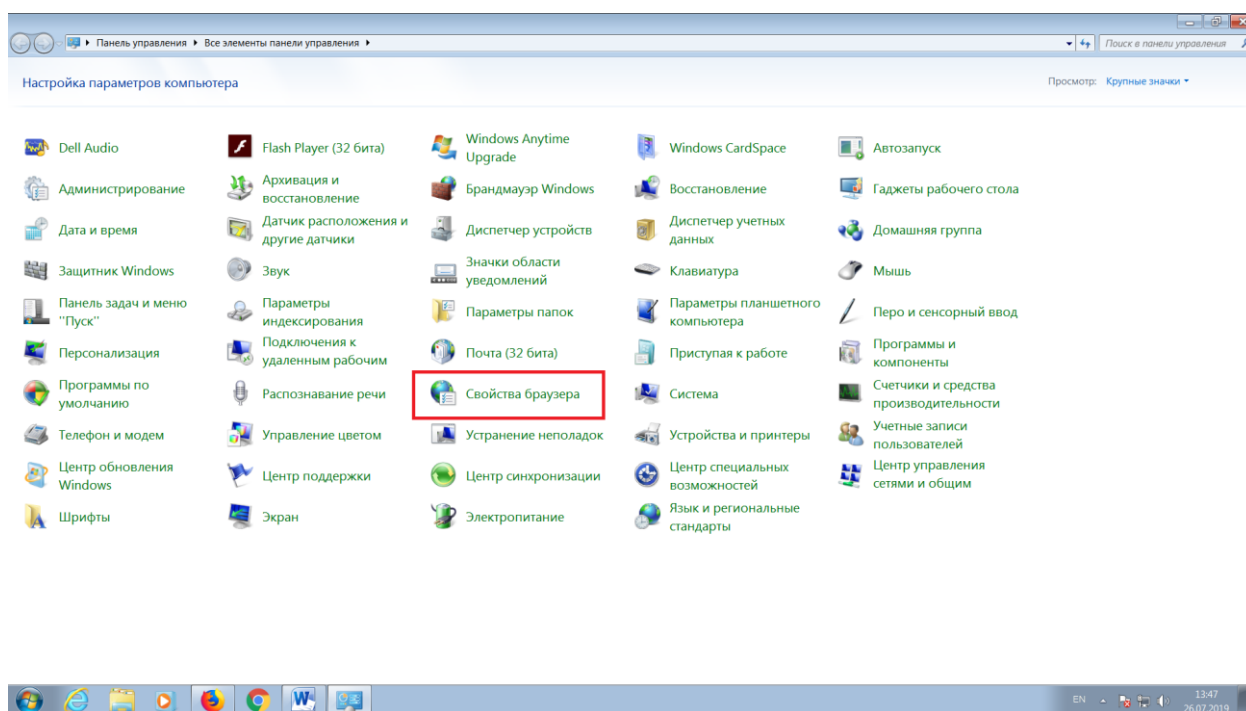 Панель управления Все элементы панели управления
Поиск в панели управления
Настройка параметров компьютера
Просмотр: Крупные значки
Dell Audio
Flash Player (32 бита)
Windows Anytime
Upgrade
Windows CardSpace
Автозапуск
Администрирование
Архивация и
восстановление
Брандмауэр Windows
Восстановление
Гаджеты рабочего стола
Дата и время
Датчик расположения и
другие датчики
Диспетчер устройств
Диспетчер учетных
данных
Домашняя группа
Защитник Windows
Звук
Значки области
уведомлений
Клавиатура
Мышь
Панель задач и меню
"Пуск"
Параметры
индексирования
Параметры папок
Параметры планшетного
компьютера
Перо и сенсорный ввод
Персонализация
Подключения к
удаленным рабочим
Почта (32 бита)
Приступая к работе
Программы и
компоненты
Программы по
умолчанию
Распознавание речи
Свойства браузера
Система
Счетчики и средства
производительности
Телефон и модем
Управление цветом
Устранение неполадок
Устройства и принтеры
Учетные записи
пользователей
Центр обновления
Windows
Центр поддержки
Центр синхронизации
Центр специальных
возможностей
Центр управления
сетями и общим
Шрифты
Экран
Электропитание
Язык и региональные
стандарты
EN
13:47
26.07.2019